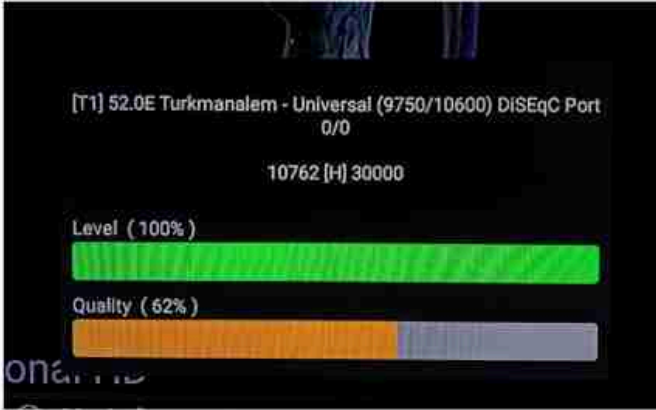 [T1] 52.0E Turkmanalem - Universal (9750/10600) DiSEqC Port
0/0
10762 [H] 30000
Level ( 100% )
Quality ( 62% )